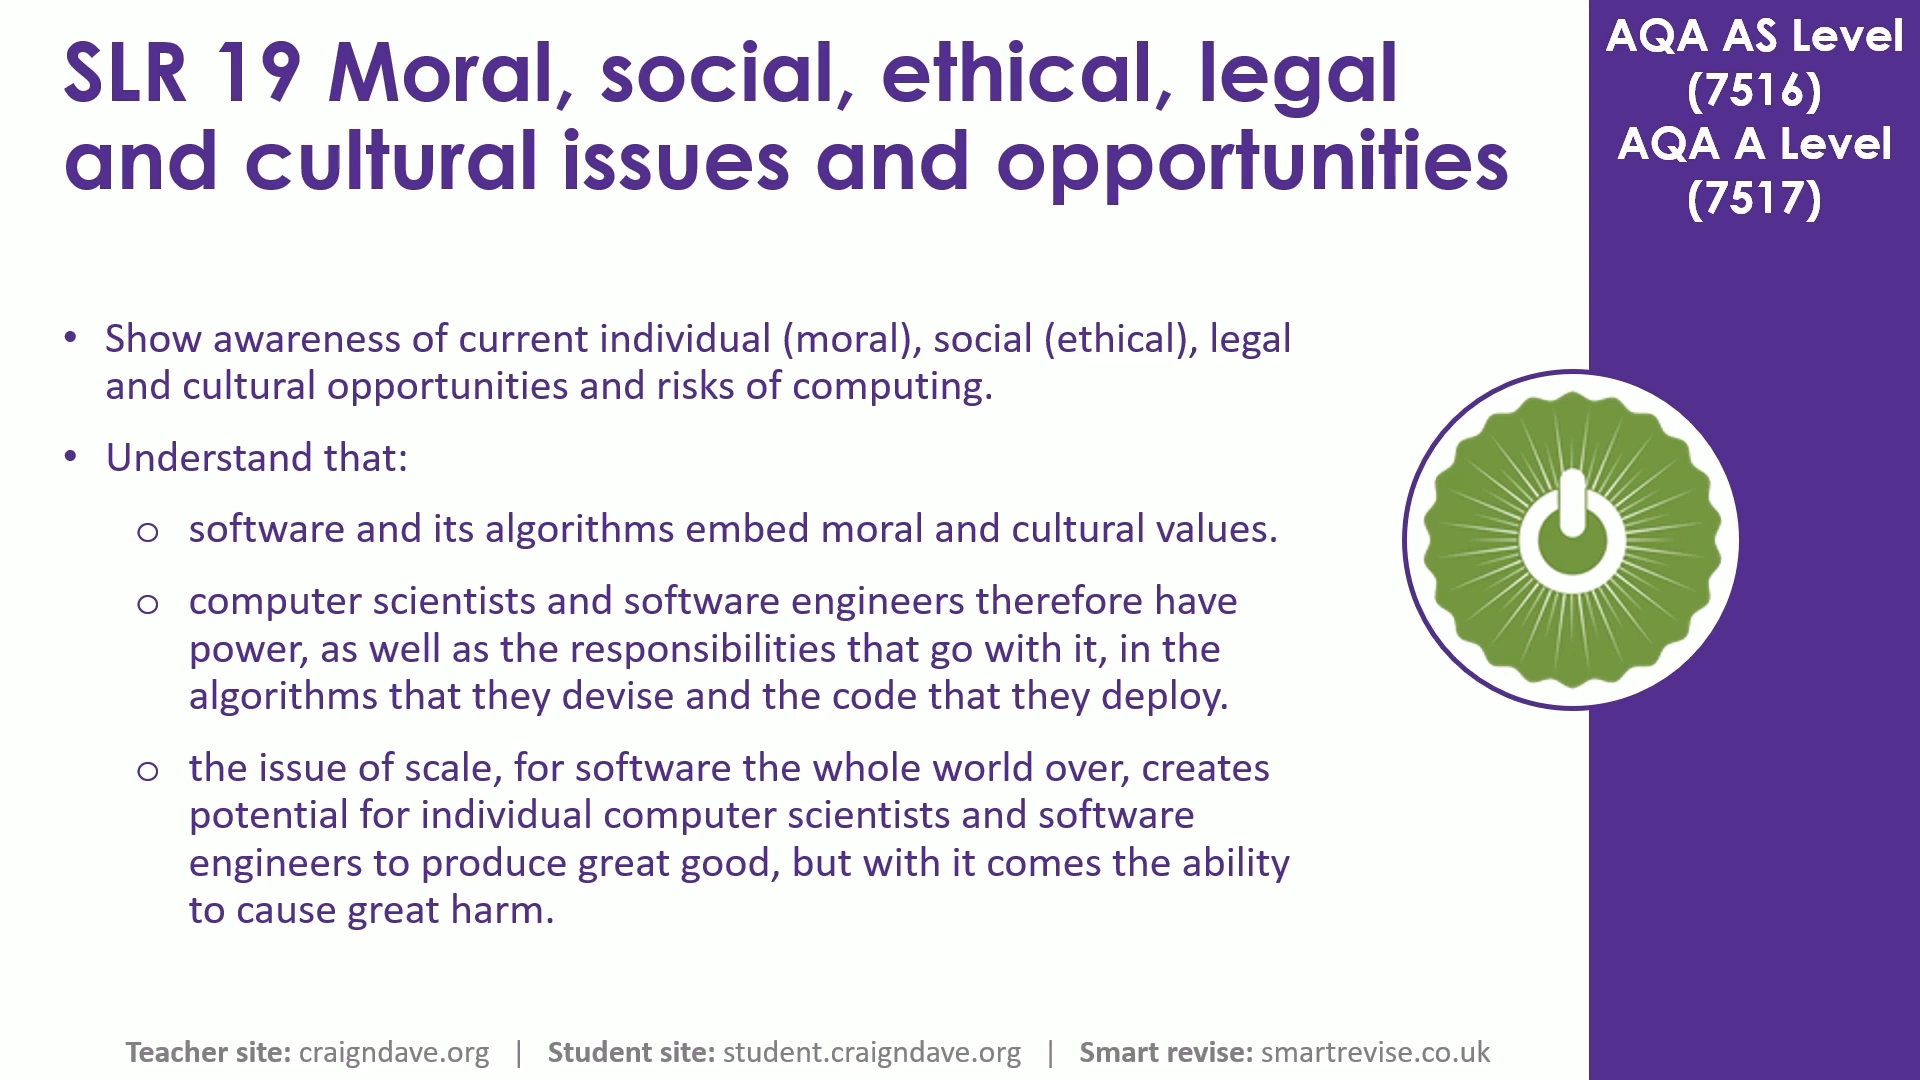 SLR 19 Moral, social, ethical, legal
and cultural issues and opportunities
AQA AS Level
(7516)
AQA A Level
(7517)
• Show awareness of current individual (moral), social (ethical), legal
and cultural opportunities and risks of computing.
• Understand that:
o software and its algorithms embed moral and cultural values.
o computer scientists and software engineers therefore have
power, as well as the responsibilities that go with it, in the
algorithms that they devise and the code that they deploy.
o the issue of scale, for software the whole world over, creates
potential for individual computer scientists and software
engineers to produce great good, but with it comes the ability
to cause great harm.
Teacher site: craigndave.org | Student site: student.craigndave.org | Smart revise: smartrevise.co.uk